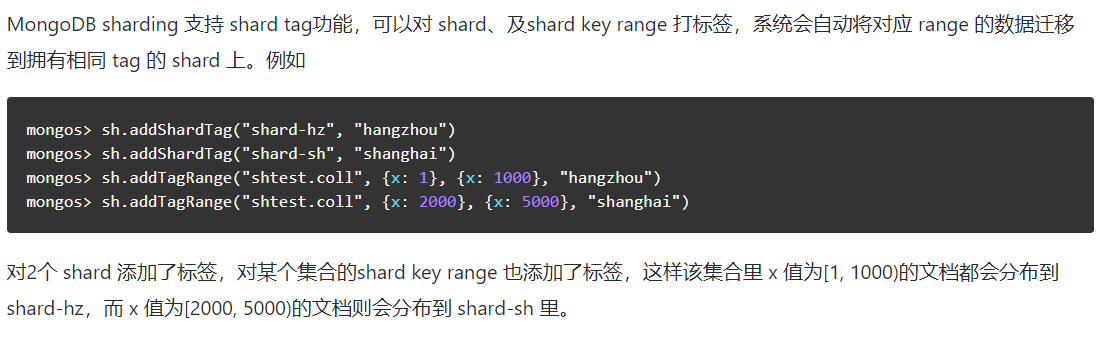 MongoDB sharding 支持 shard tag功能，可以对 shard、及shard key range 打标签，系统会自动将对应 range 的数据迁移
到拥有相同 tag 的 shard 上。例如
mongos> sh.addShardTag("shard-hz", "hangzhou")
mongos> sh.addShardTag("shard-sh", "shanghai")
mongos> sh.addTagRange("shtest.coll", {x: 1}, {x: 1000}, "hangzhou")
mongos> sh.addTagRange("shtest.coll", {x: 2000}, {x: 5000}, "shanghai")
对2个 shard 添加了标签，对某个集合的shard key range 也添加了标签，这样该集合里 x 值为[1, 1000)的文档都会分布到
shard-hz，而 x 值为[2000, 5000)的文档则会分布到 shard-sh 里。